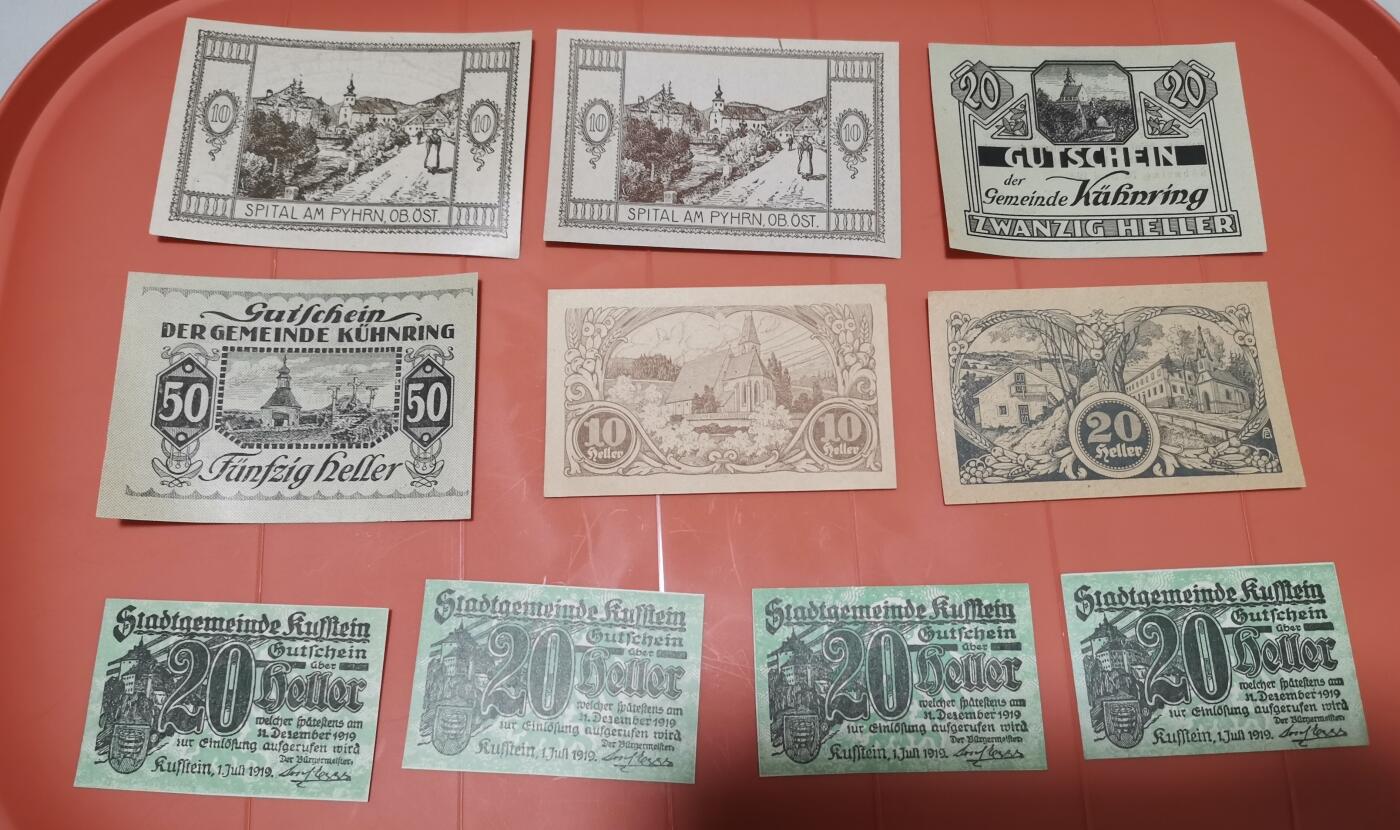 10
10
SPITAL AM PYHRN, OB. ÖST.
10
10
SPITAL AM PYHRN, OB. ÖST.
20
20
GUTSCHEIN
der
Gemeinde Kühnring
ZWANZIG HELLER
Gutschein
DER GEMEINDE KÜHNRING
50
50
Fünfzig Heller
10
Heller
10
Heller
20
Heller
Stadtgemeinde Kufstein
Gutschein
über
20 Heller
welcher spätestens am
31. Dezember 1919
zur Einlösung aufgerufen wird
Der Bürgermeister:
Kufstein, 1. Juli 1919.
Stadtgemeinde Kufstein
Gutschein
über
20 Heller
welcher spätestens am
31. Dezember 1919
zur Einlösung aufgerufen wird
Der Bürgermeister:
Kufstein, 1. Juli 1919.
Stadtgemeinde Kufstein
Gutschein
über
20 Heller
welcher spätestens am
31. Dezember 1919
zur Einlösung aufgerufen wird
Der Bürgermeister:
Kufstein, 1. Juli 1919.
Stadtgemeinde Kufstein
Gutschein
über
20 Heller
welcher spätestens am
31. Dezember 1919
zur Einlösung aufgerufen wird
Der Bürgermeister:
Kufstein, 1. Juli 1919.